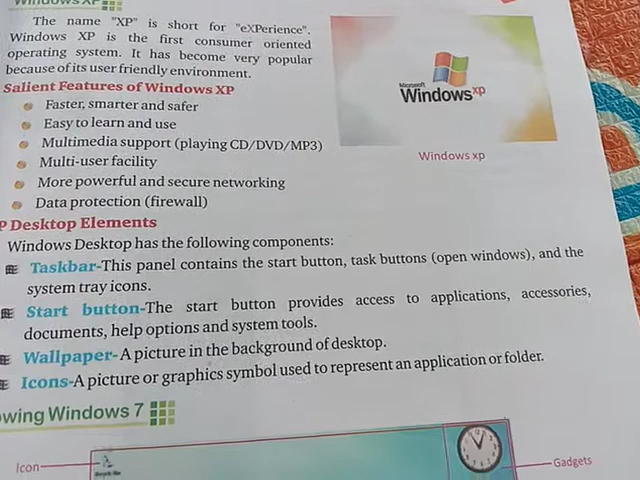 Windows XP
The name "XP" is short for "eXPerience".
Windows XP is the first consumer oriented
operating system. It has become very popular
because of its user friendly environment.
Salient Features of Windows XP
Faster, smarter and safer
Easy to learn and use
Multimedia support (playing CD/DVD/MP3)
Multi-user facility
More powerful and secure networking
Data protection (firewall)
Microsoft
Windows xp
Windows xp
P Desktop Elements
Windows Desktop has the following components:
Taskbar-This panel contains the start button, task buttons (open windows), and the
system tray icons.
Start button-The start button provides access to applications, accessories,
documents, help options and system tools.
Wallpaper-A picture in the background of desktop.
Icons-A picture or graphics symbol used to represent an application or folder.
owing Windows 7
Icon
Gadgets